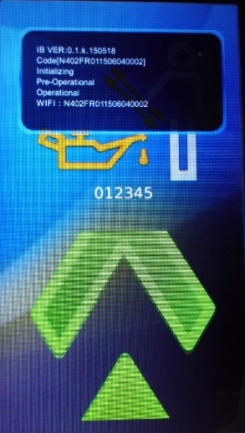 IB VER:0.1.k.150518
Code[N402FR011506040002]
Initializing
Pre-Operational
Operational
WIFI : N402FR011506040002
012345